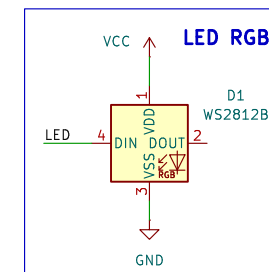 LED RGB
VCC
D1
WS2812B
1
VDD
LED
4
DIN
DOUT
2
VSS
RGB
3
GND